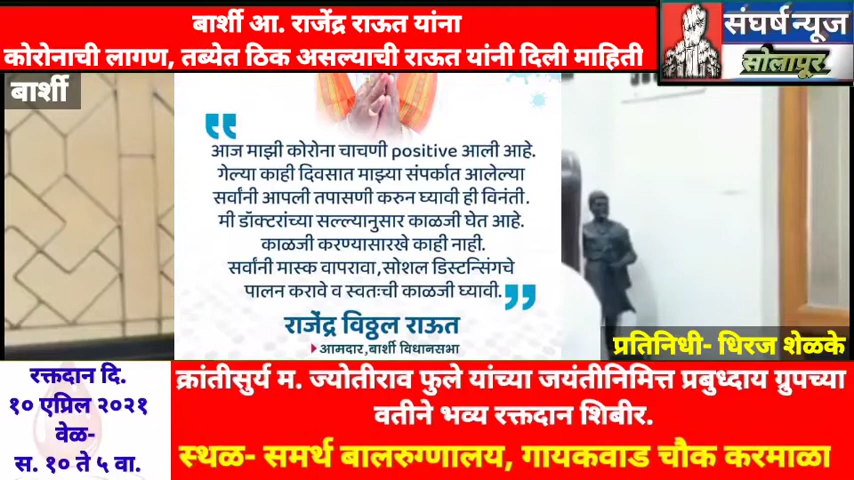 बार्शी आ. राजेंद्र राऊत यांना
कोरोनाची लागण, तब्येत ठिक असल्याची राऊत यांनी दिली माहिती
संघर्ष न्यूज
सोलापूर
बार्शी
आज माझी कोरोना चाचणी positive आली आहे.
गेल्या काही दिवसात माझ्या संपर्कात आलेल्या
सर्वांनी आपली तपासणी करुन घ्यावी ही विनंती.
मी डॉक्टरांच्या सल्ल्यानुसार काळजी घेत आहे.
काळजी करण्यासारखे काही नाही.
सर्वांनी मास्क वापरावा,सोशल डिस्टन्सिंगचे
पालन करावे व स्वतःची काळजी घ्यावी.
राजेंद्र विठ्ठल राऊत
आमदार,बार्शी विधानसभा
प्रतिनिधी- धिरज शेळके
रक्तदान दि.
१० एप्रिल २०२१
वेळ-
स. १० ते ५ वा.
क्रांतीसुर्य म. ज्योतीराव फुले यांच्या जयंतीनिमित्त प्रबुध्दाय ग्रुपच्या
वतीने भव्य रक्तदान शिबीर.
स्थळ- समर्थ बालरुग्णालय, गायकवाड चौक करमाळा